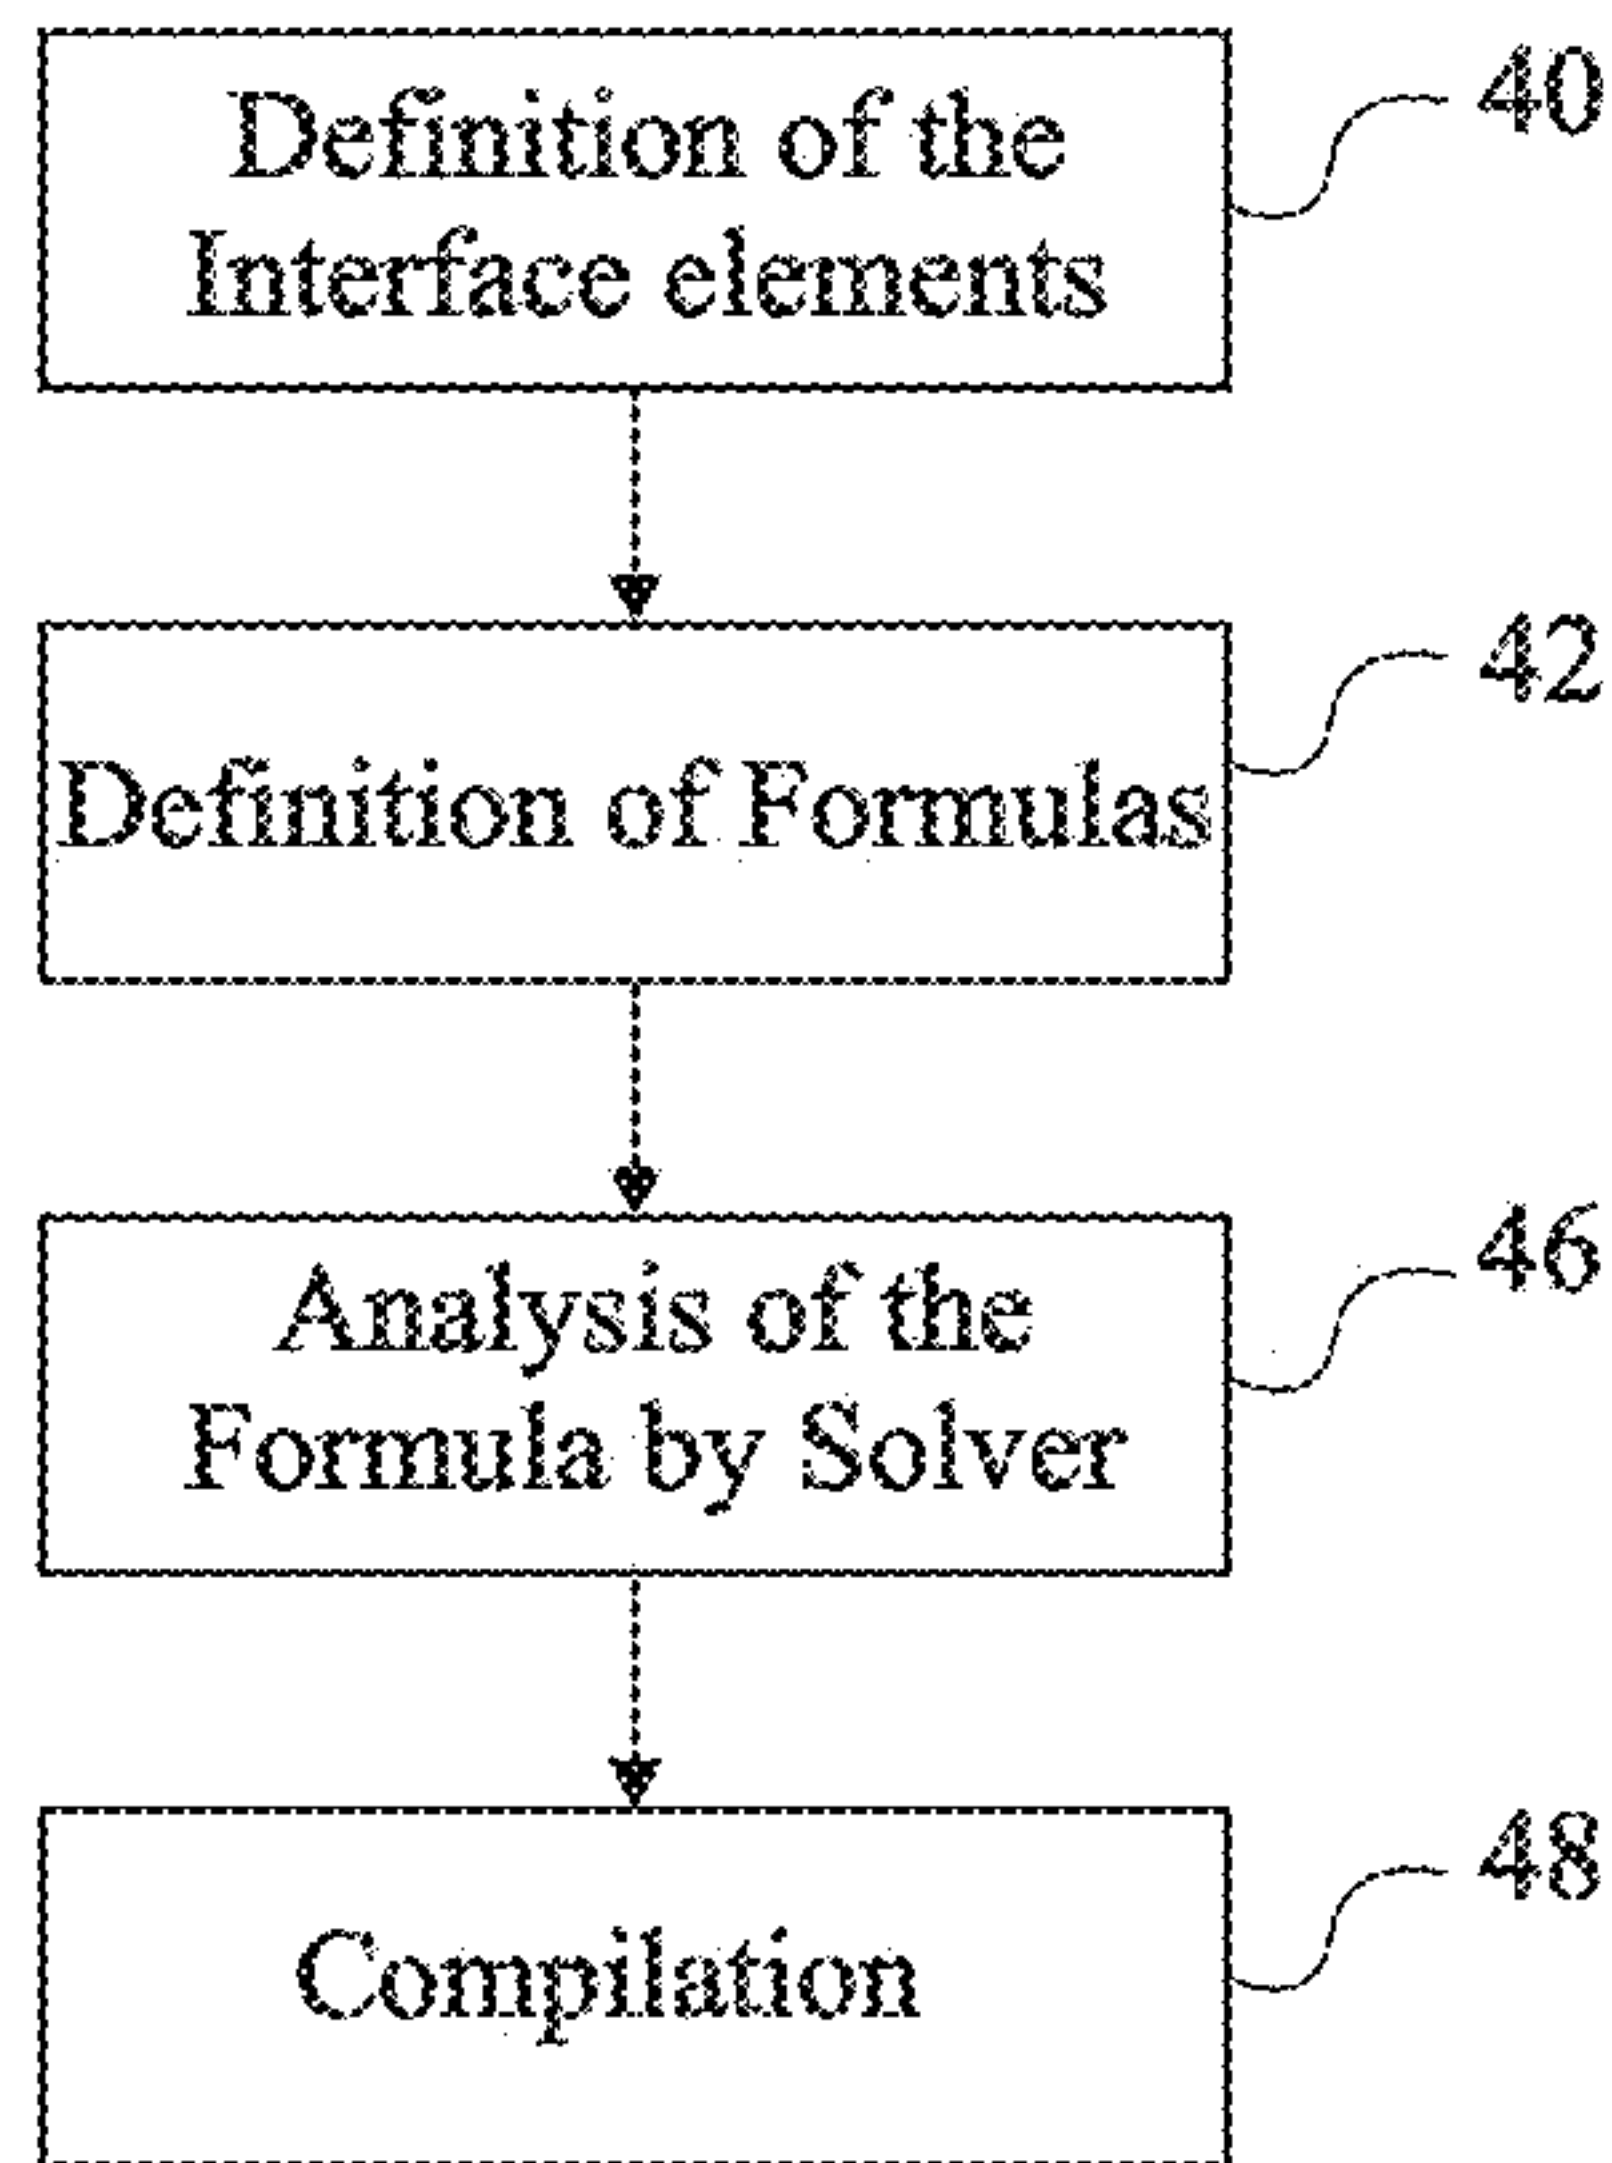 Definition of the
Interface elements
40
Definition of Formulas
42
Analysis of the
Formula by Solver
46
Compilation
48